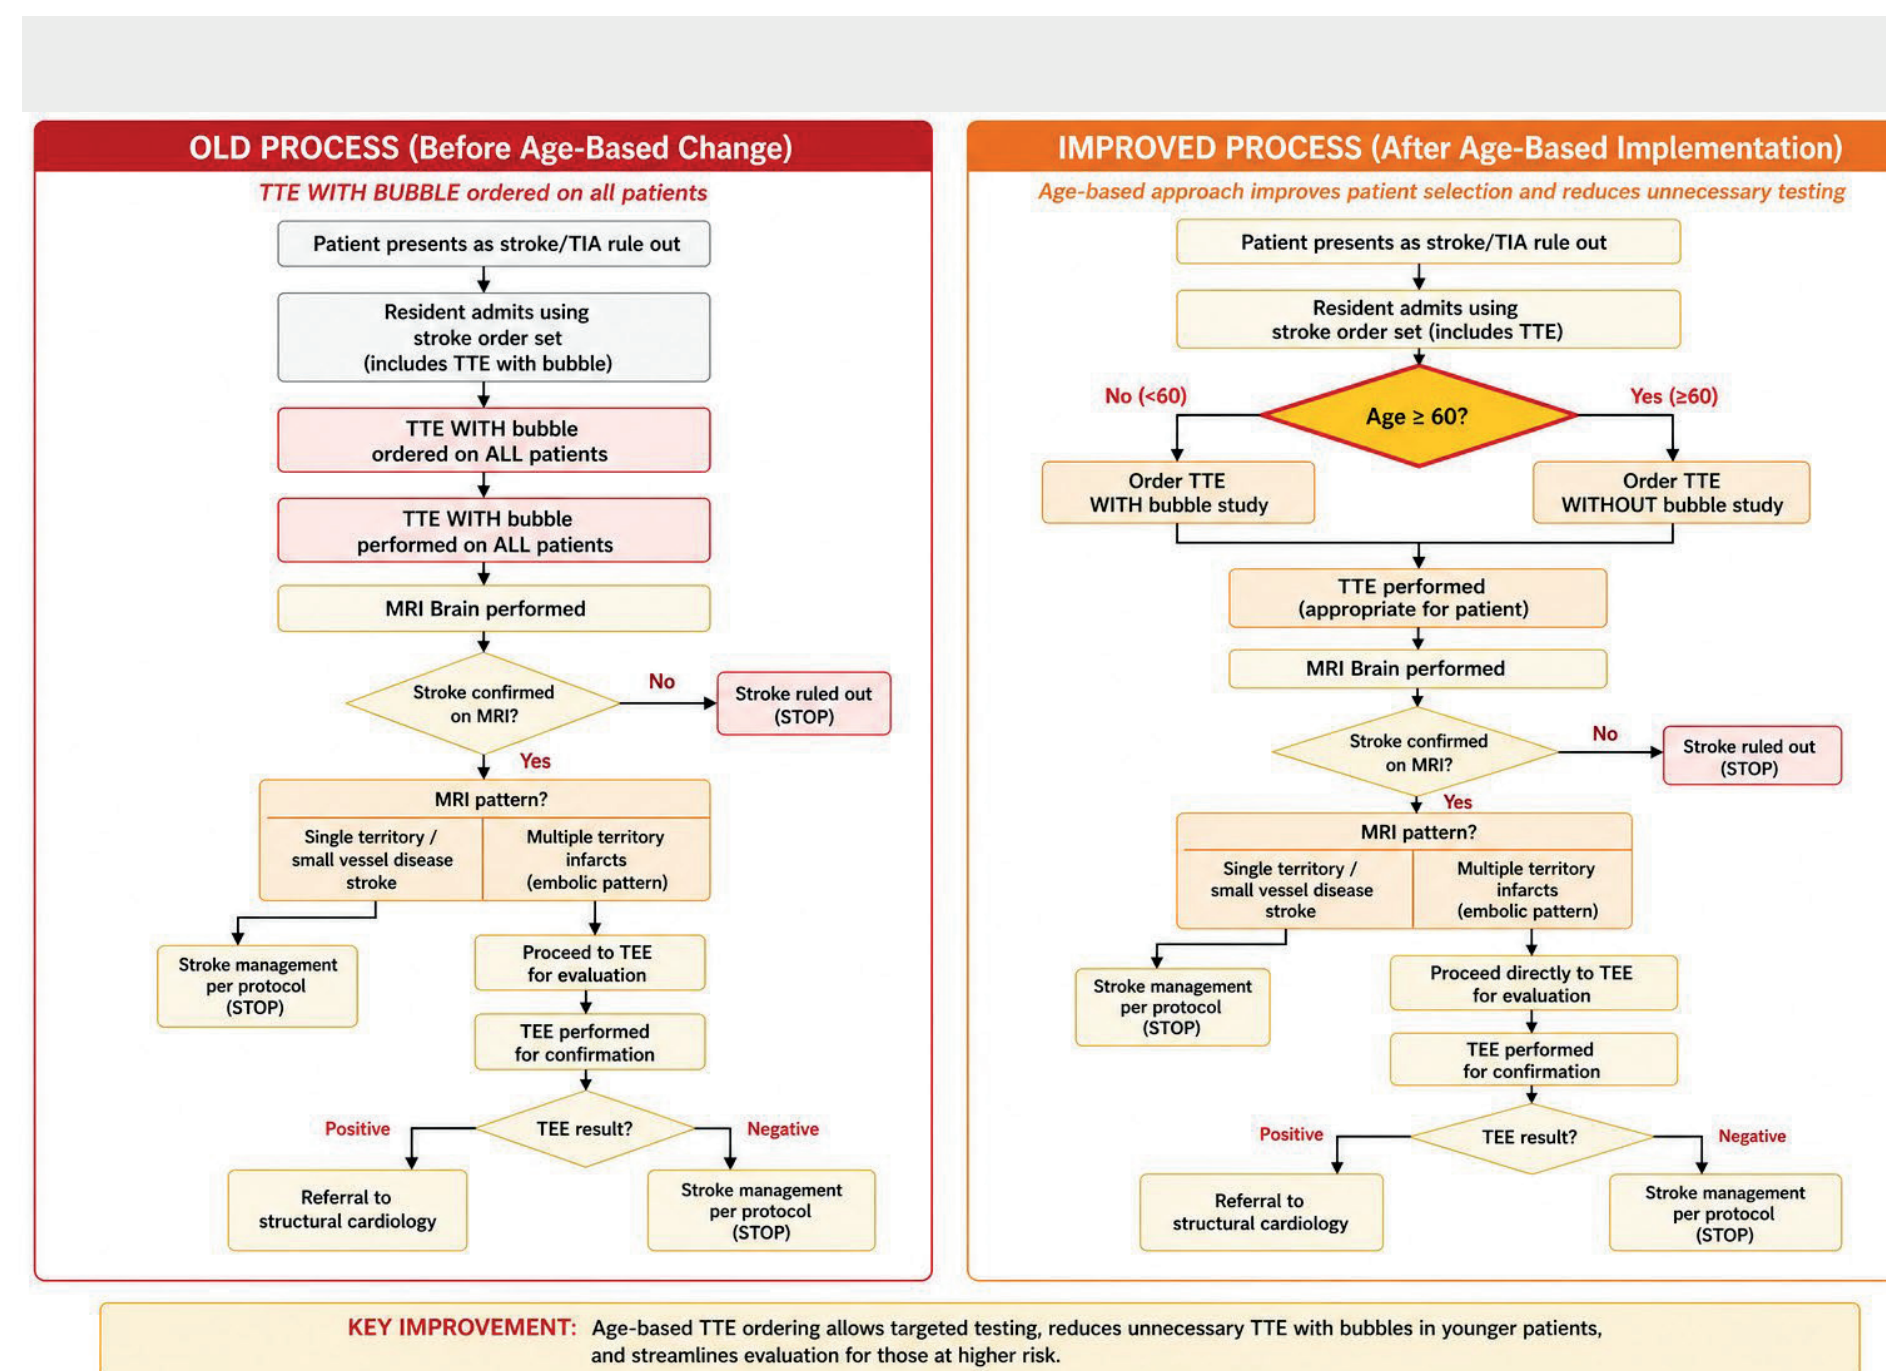 OLD PROCESS (Before Age-Based Change)
TTE WITH BUBBLE ordered on all patients
Patient presents as stroke/TIA rule out
Resident admits using
stroke order set
(includes TTE with bubble)
TTE WITH bubble
ordered on ALL patients
TTE WITH bubble
performed on ALL patients
MRI Brain performed
Stroke confirmed
on MRI?
No
Stroke ruled out
(STOP)
Yes
MRI pattern?
Single territory /
small vessel disease
stroke
Multiple territory
infarcts
(embolic pattern)
Stroke management
per protocol
(STOP)
Proceed to TEE
for evaluation
TEE performed
for confirmation
TEE result?
Positive
Negative
Referral to
structural cardiology
Stroke management
per protocol
(STOP)
IMPROVED PROCESS (After Age-Based Implementation)
Age-based approach improves patient selection and reduces unnecessary testing
Patient presents as stroke/TIA rule out
Resident admits using
stroke order set (includes TTE)
Age ≥ 60?
No (<60)
Yes (≥60)
Order TTE
WITH bubble study
Order TTE
WITHOUT bubble study
TTE performed
(appropriate for patient)
MRI Brain performed
Stroke confirmed
on MRI?
No
Stroke ruled out
(STOP)
Yes
MRI pattern?
Single territory /
small vessel disease
stroke
Multiple territory
infarcts
(embolic pattern)
Stroke management
per protocol
(STOP)
Proceed directly to TEE
for evaluation
TEE performed
for confirmation
TEE result?
Positive
Negative
Referral to
structural cardiology
Stroke management
per protocol
(STOP)
KEY IMPROVEMENT: Age-based TTE ordering allows targeted testing, reduces unnecessary TTE with bubbles in younger patients,
and streamlines evaluation for those at higher risk.